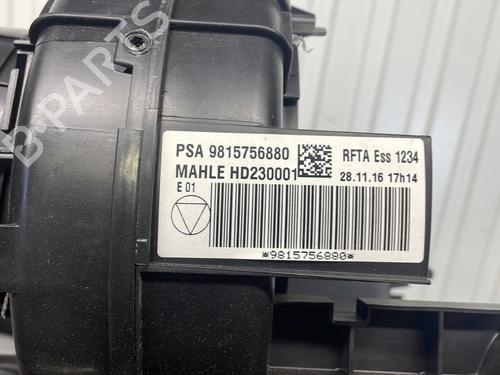 B-PARTS
PSA 9815756880
RFTA Ess 1234
MAHLE HD230001
28.11.16 17h14
E 01
*9815756880*